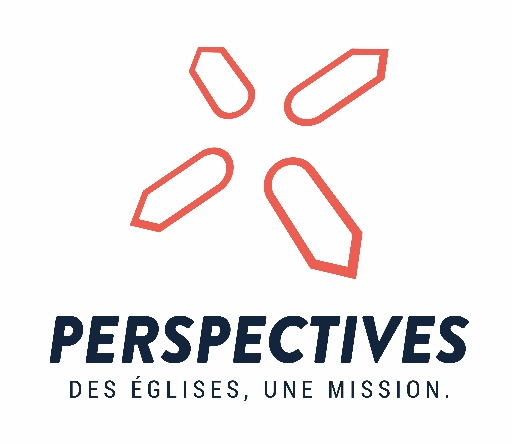 PERSPECTIVES
DES ÉGLISES, UNE MISSION.